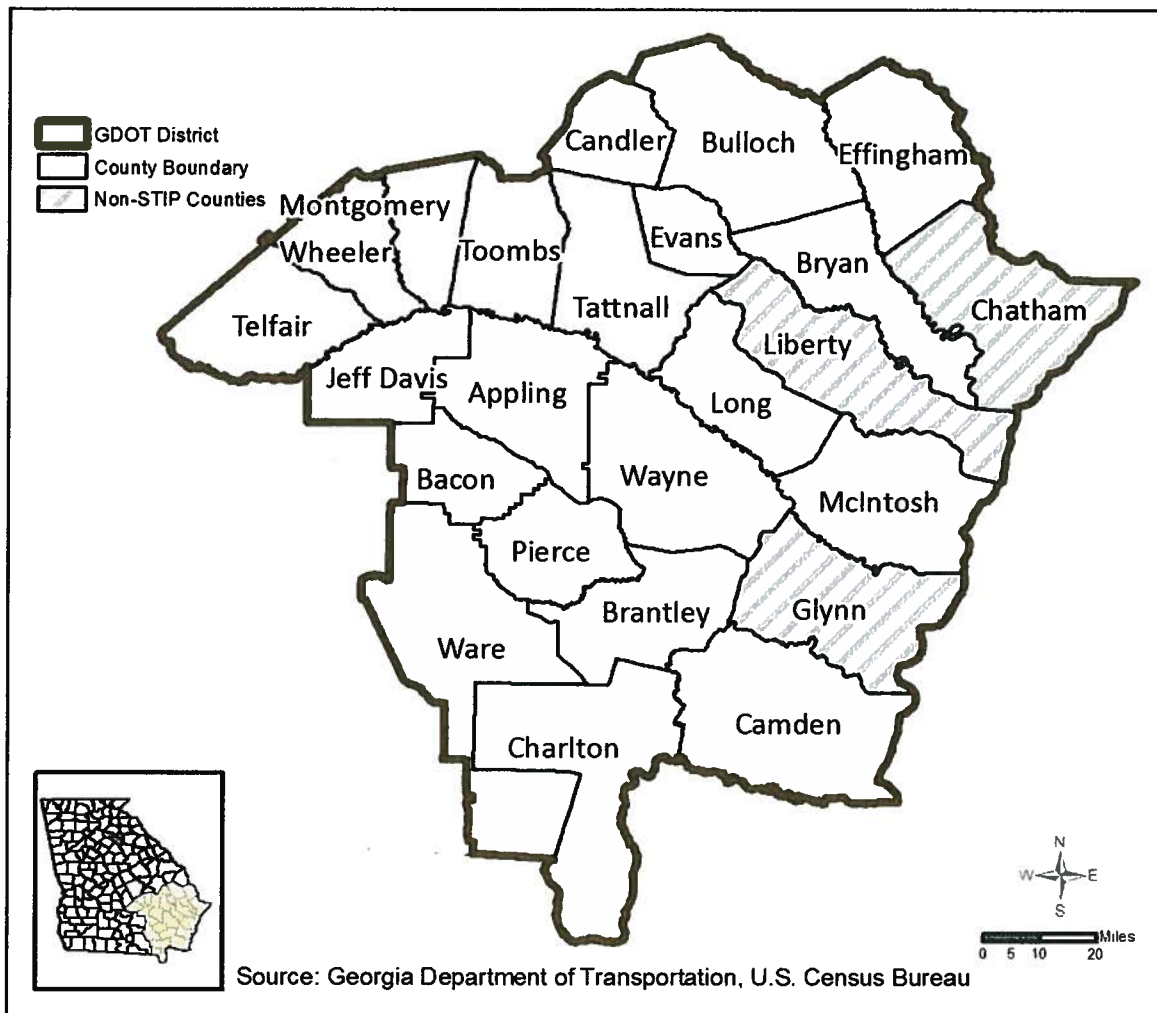 GDOT District
County Boundary
Non-STIP Counties
Candler
Bulloch
Effingham
Montgomery
Wheeler
Toombs
Evans
Bryan
Tattnall
Chatham
Telfair
Liberty
Jeff Davis
Appling
Long
Bacon
Wayne
McIntosh
Pierce
Brantley
Glynn
Ware
Camden
Charlton
N
W E
S
Miles
0 5 10 20
Source: Georgia Department of Transportation, U.S. Census Bureau